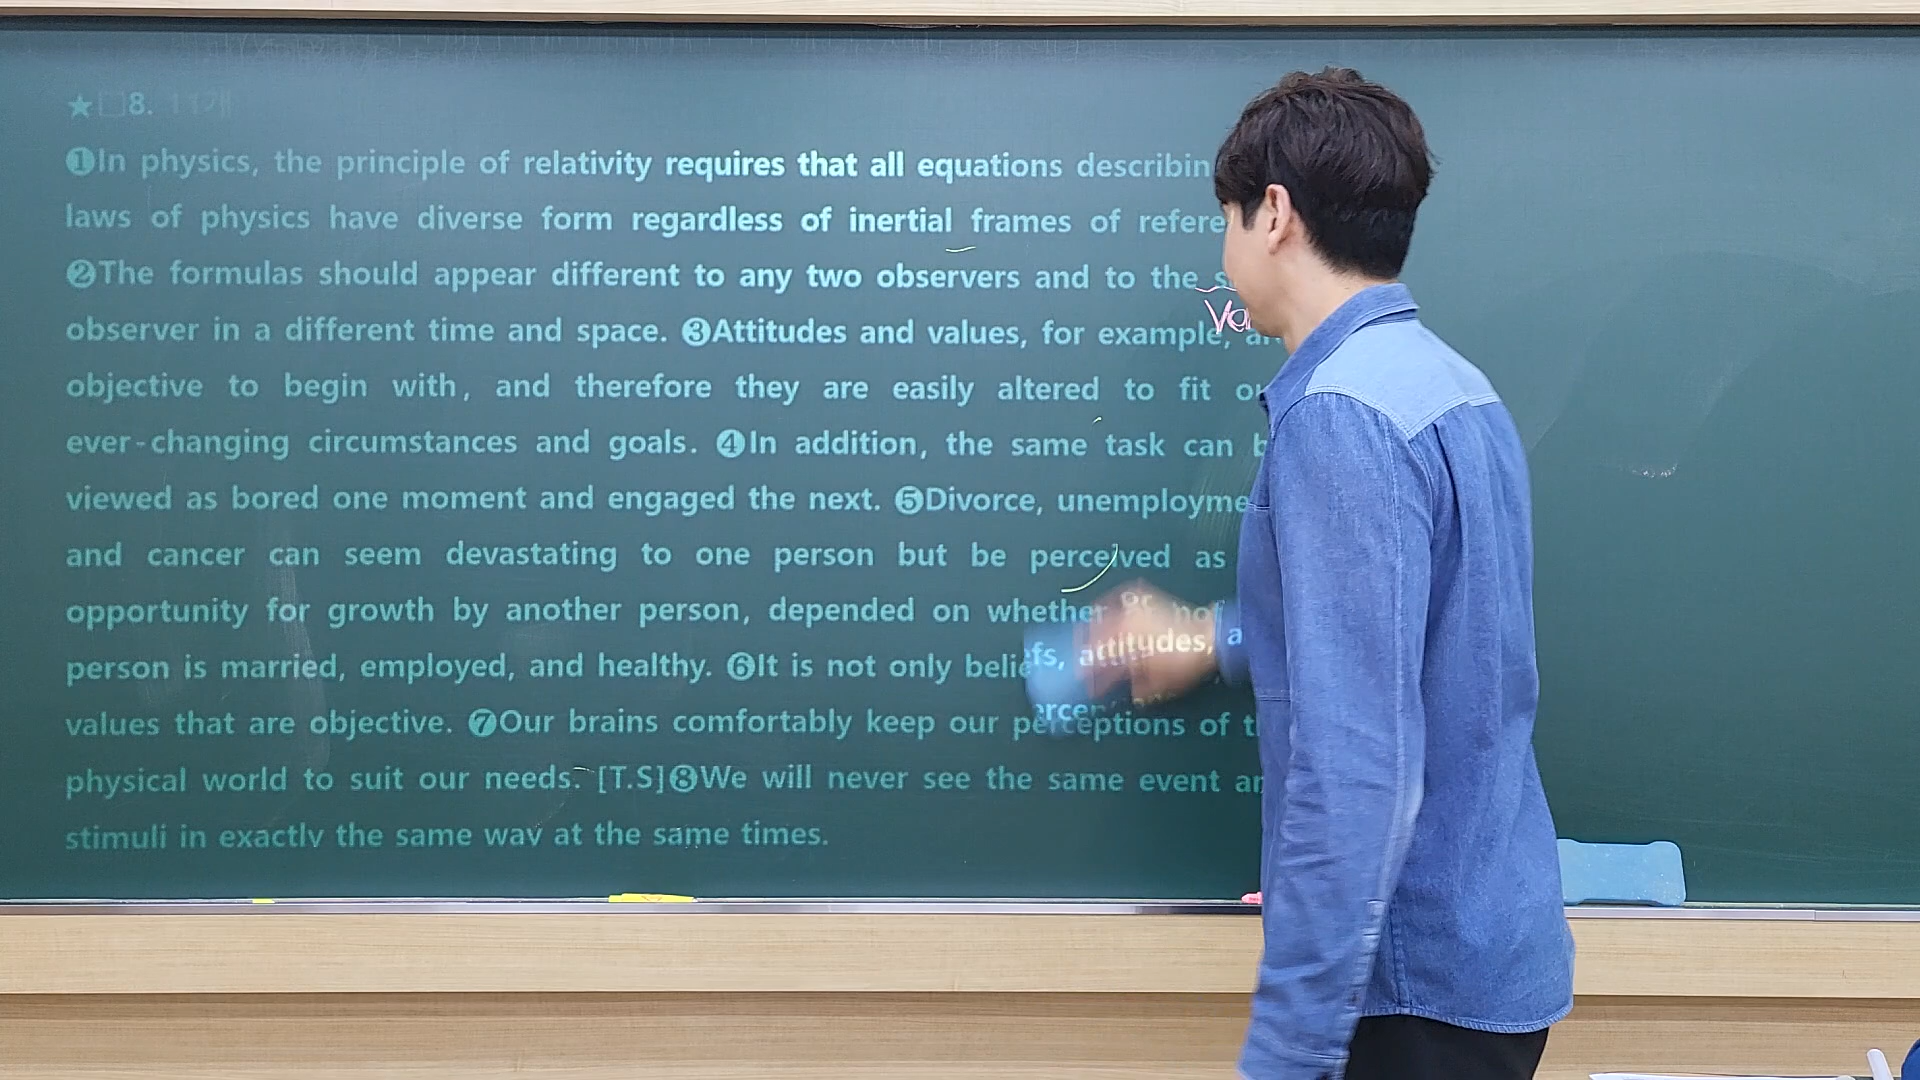 ★□8. 11개
❶In physics, the principle of relativity requires that all equations describin
laws of physics have diverse form regardless of inertial frames of refere
❷The formulas should appear different to any two observers and to the
observer in a different time and space. ❸Attitudes and values, for example,
objective to begin with, and therefore they are easily altered to fit
ever-changing circumstances and goals. ❹In addition, the same task can
viewed as bored one moment and engaged the next. ❺Divorce, unemployme
and cancer can seem devastating to one person but be perceived as
opportunity for growth by another person, depended on whether or not
person is married, employed, and healthy. ❻It is not only beliefs, attitudes,
values that are objective. ❼Our brains comfortably keep our perceptions of
physical world to suit our needs. [T.S]❽We will never see the same event
stimuli in exactly the same way at the same times.